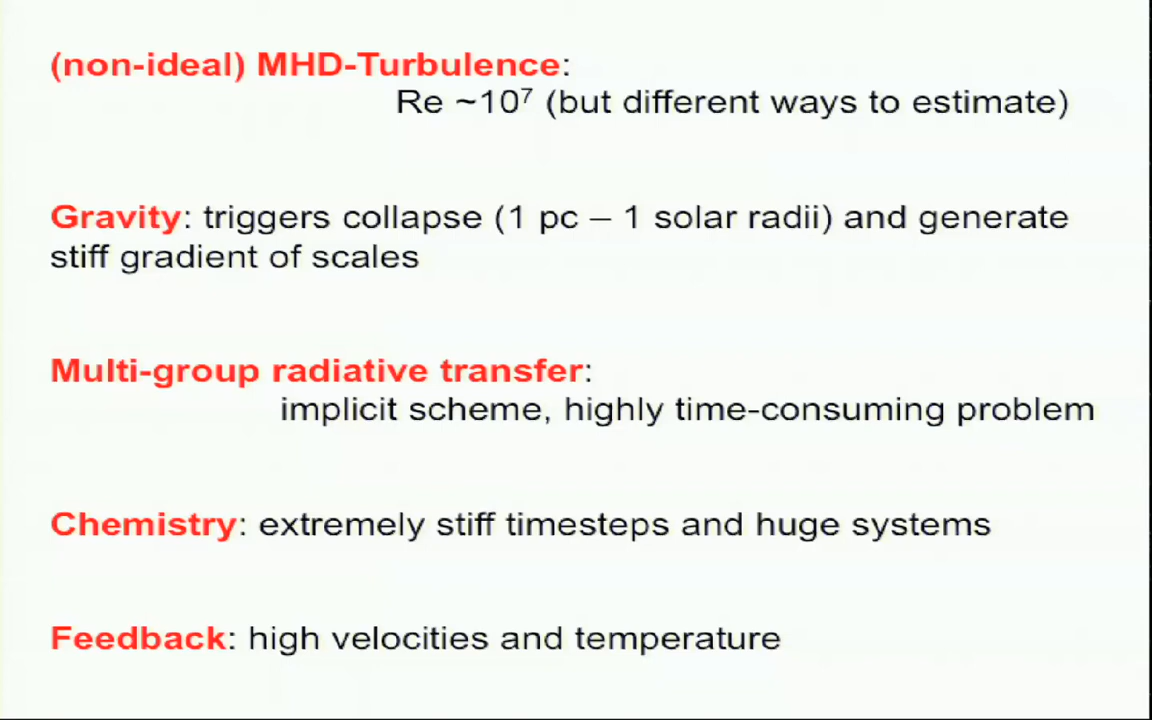 (non-ideal) MHD-Turbulence:
Re ~10⁷ (but different ways to estimate)
Gravity: triggers collapse (1 pc – 1 solar radii) and generate
stiff gradient of scales
Multi-group radiative transfer:
implicit scheme, highly time-consuming problem
Chemistry: extremely stiff timesteps and huge systems
Feedback: high velocities and temperature